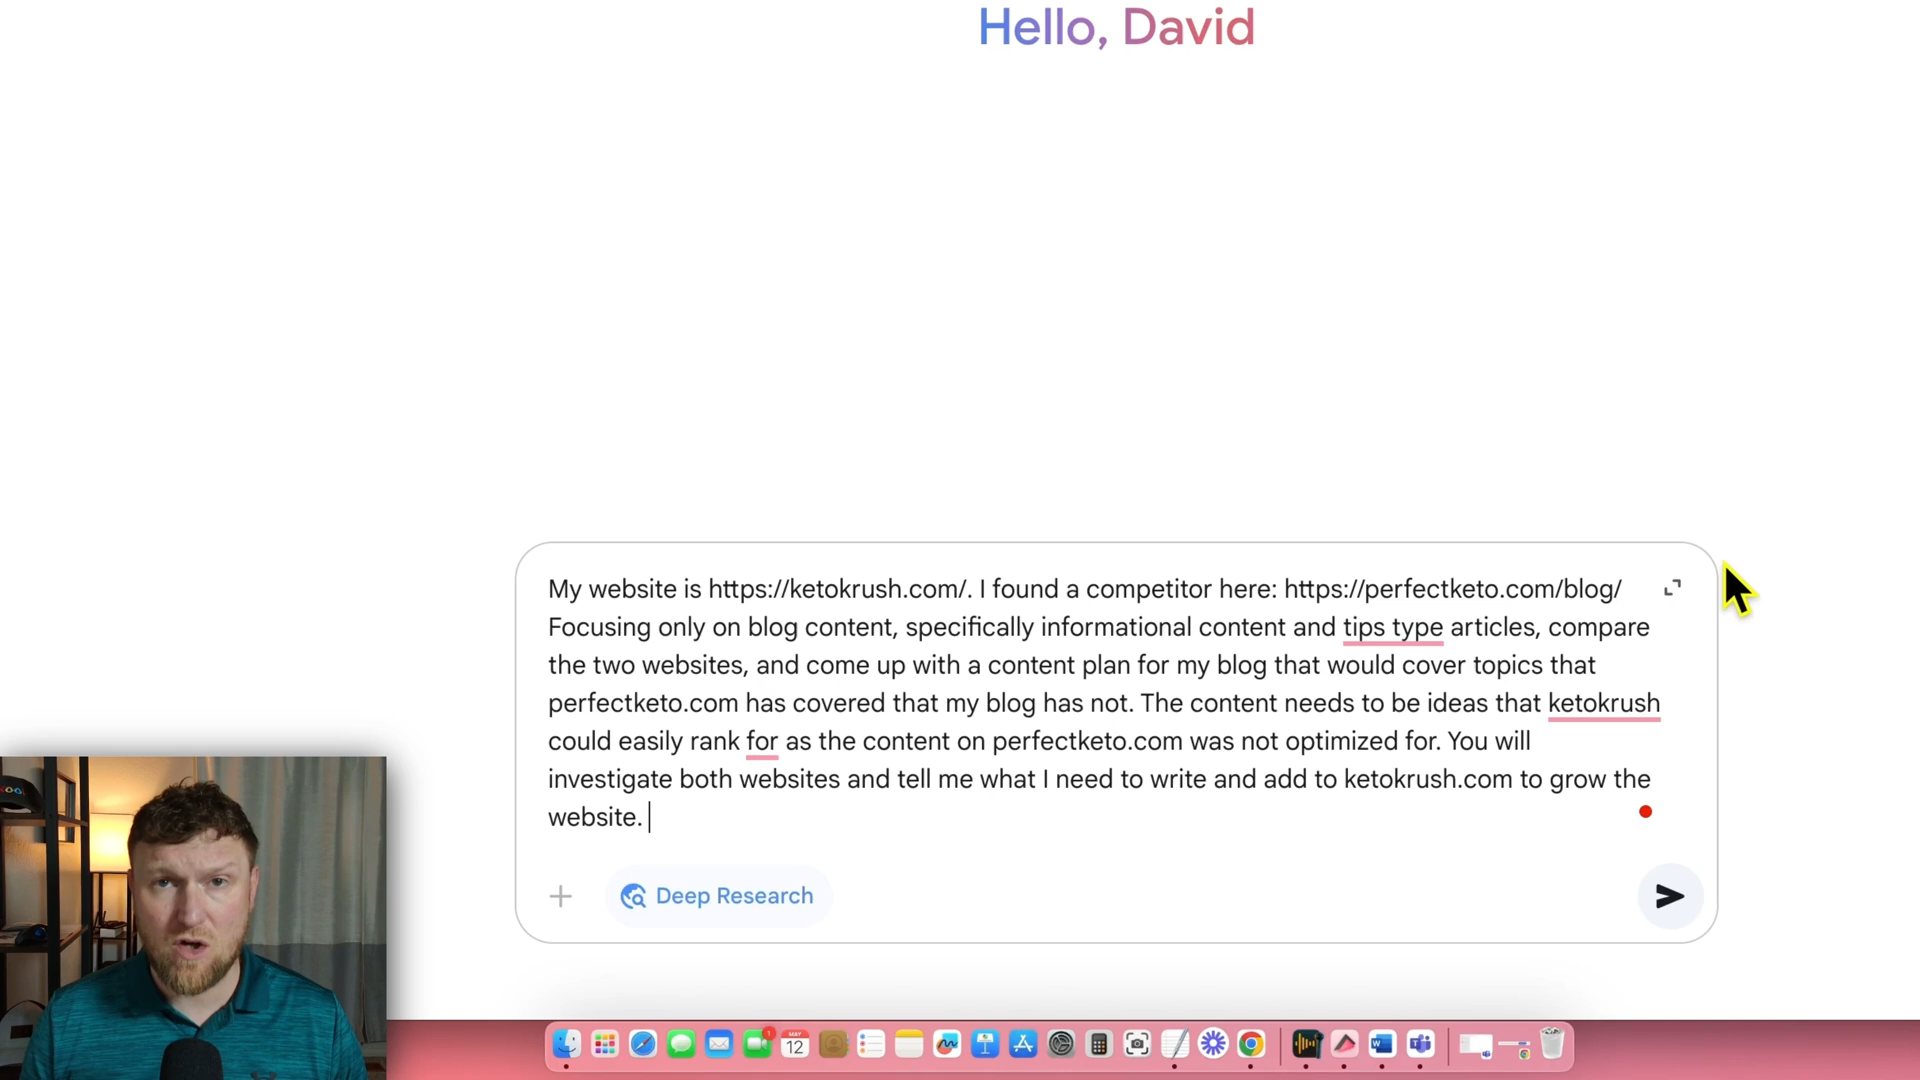 Hello, David
My website is https://ketokrush.com/. I found a competitor here: https://perfectketo.com/blog/
Focusing only on blog content, specifically informational content and tips type articles, compare
the two websites, and come up with a content plan for my blog that would cover topics that
perfectketo.com has covered that my blog has not. The content needs to be ideas that ketokrush
could easily rank for as the content on perfectketo.com was not optimized for. You will
investigate both websites and tell me what I need to write and add to ketokrush.com to grow the
website.
Deep Research
MAY
12
1